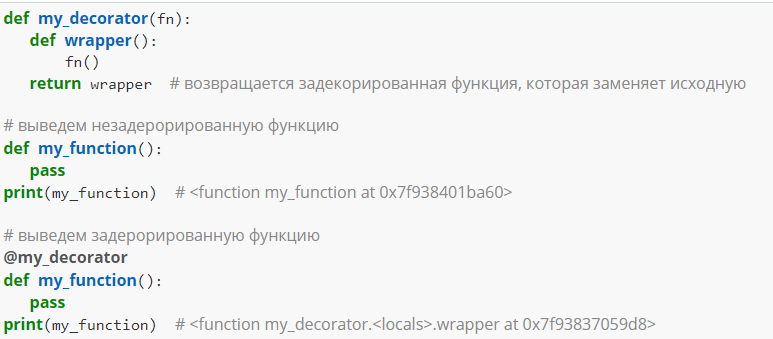 def my_decorator(fn):
    def wrapper():
        fn()
    return wrapper  # возвращается задекорированная функция, которая заменяет исходную

# выведем незадерорированную функцию
def my_function():
    pass
print(my_function)  # <function my_function at 0x7f938401ba60>

# выведем задерорированную функцию
@my_decorator
def my_function():
    pass
print(my_function)  # <function my_decorator.<locals>.wrapper at 0x7f93837059d8>